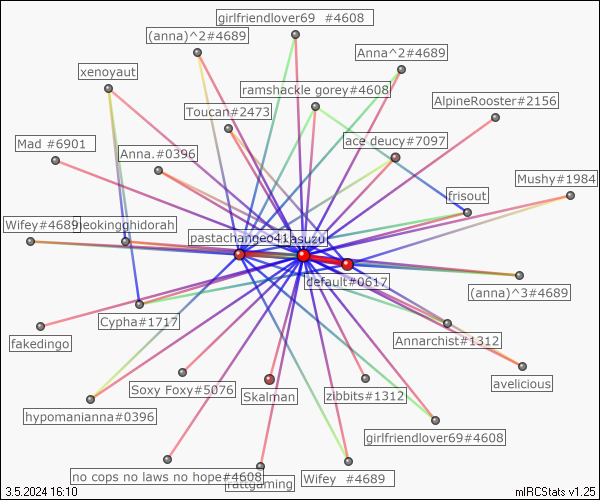 girlfriendlover69 #4608
(anna)^2#4689
Anna^2#4689
xenoyaut
ramshackle gorey#4608
AlpineRooster#2156
Toucan#2473
ace deucy#7097
Mad #6901
Anna.#0396
Mushy#1984
frisout
Wifey#4689
neokingghidorah
pastachangeo41
asuzu
default#0617
(anna)^3#4689
Cypha#1717
Annarchist#1312
fakedingo
avelicious
Soxy Foxy#5076
Skalman
zibbits#1312
hypomanianna#0396
girlfriendlover69#4608
no cops no laws no hope#4608
rattgaming
Wifey #4689
3.5.2024 16:10
mIRCStats v1.25